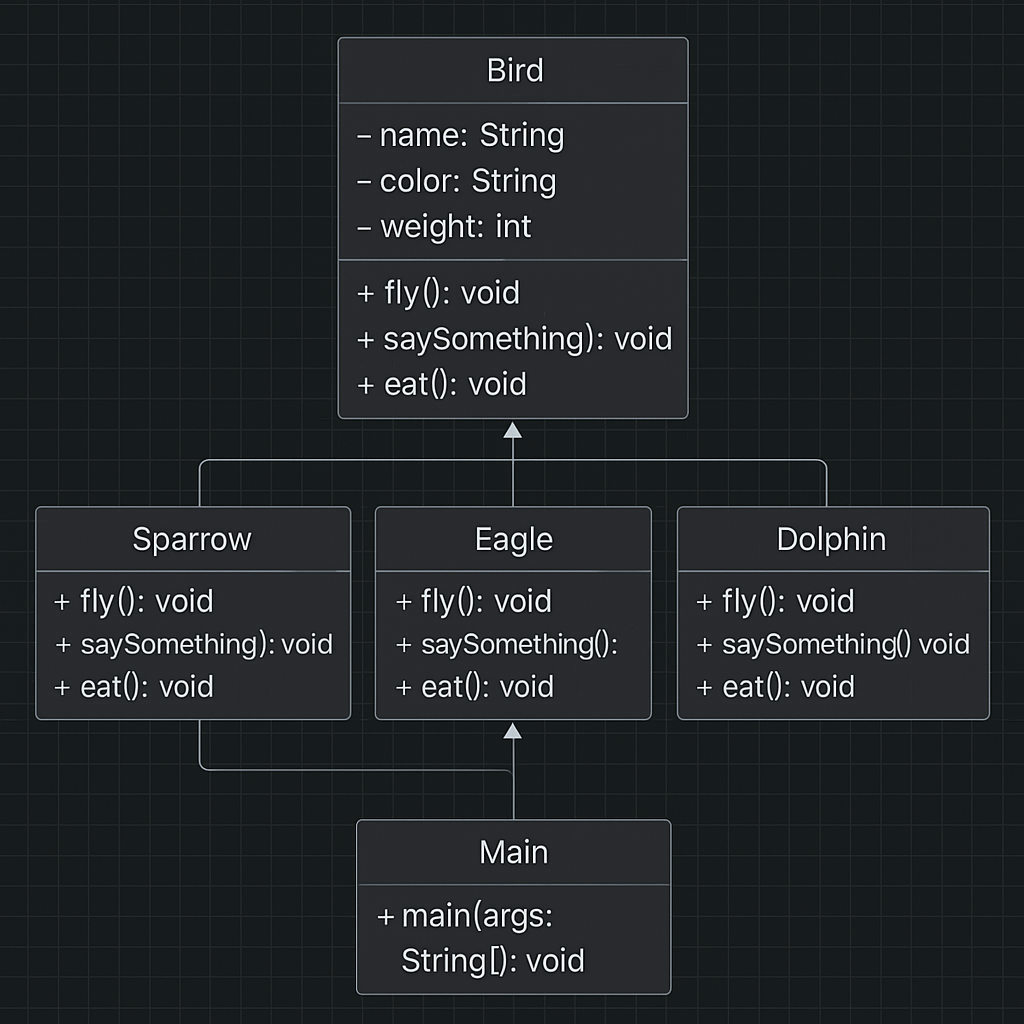 Bird
– name: String
– color: String
– weight: int
+ fly(): void
+ saySomething): void
+ eat(): void
Sparrow
+ fly(): void
+ saySomething): void
+ eat(): void
Eagle
+ fly(): void
+ saySomething():
+ eat(): void
Dolphin
+ fly(): void
+ saySomething() void
+ eat(): void
Main
+ main(args:
String[]): void